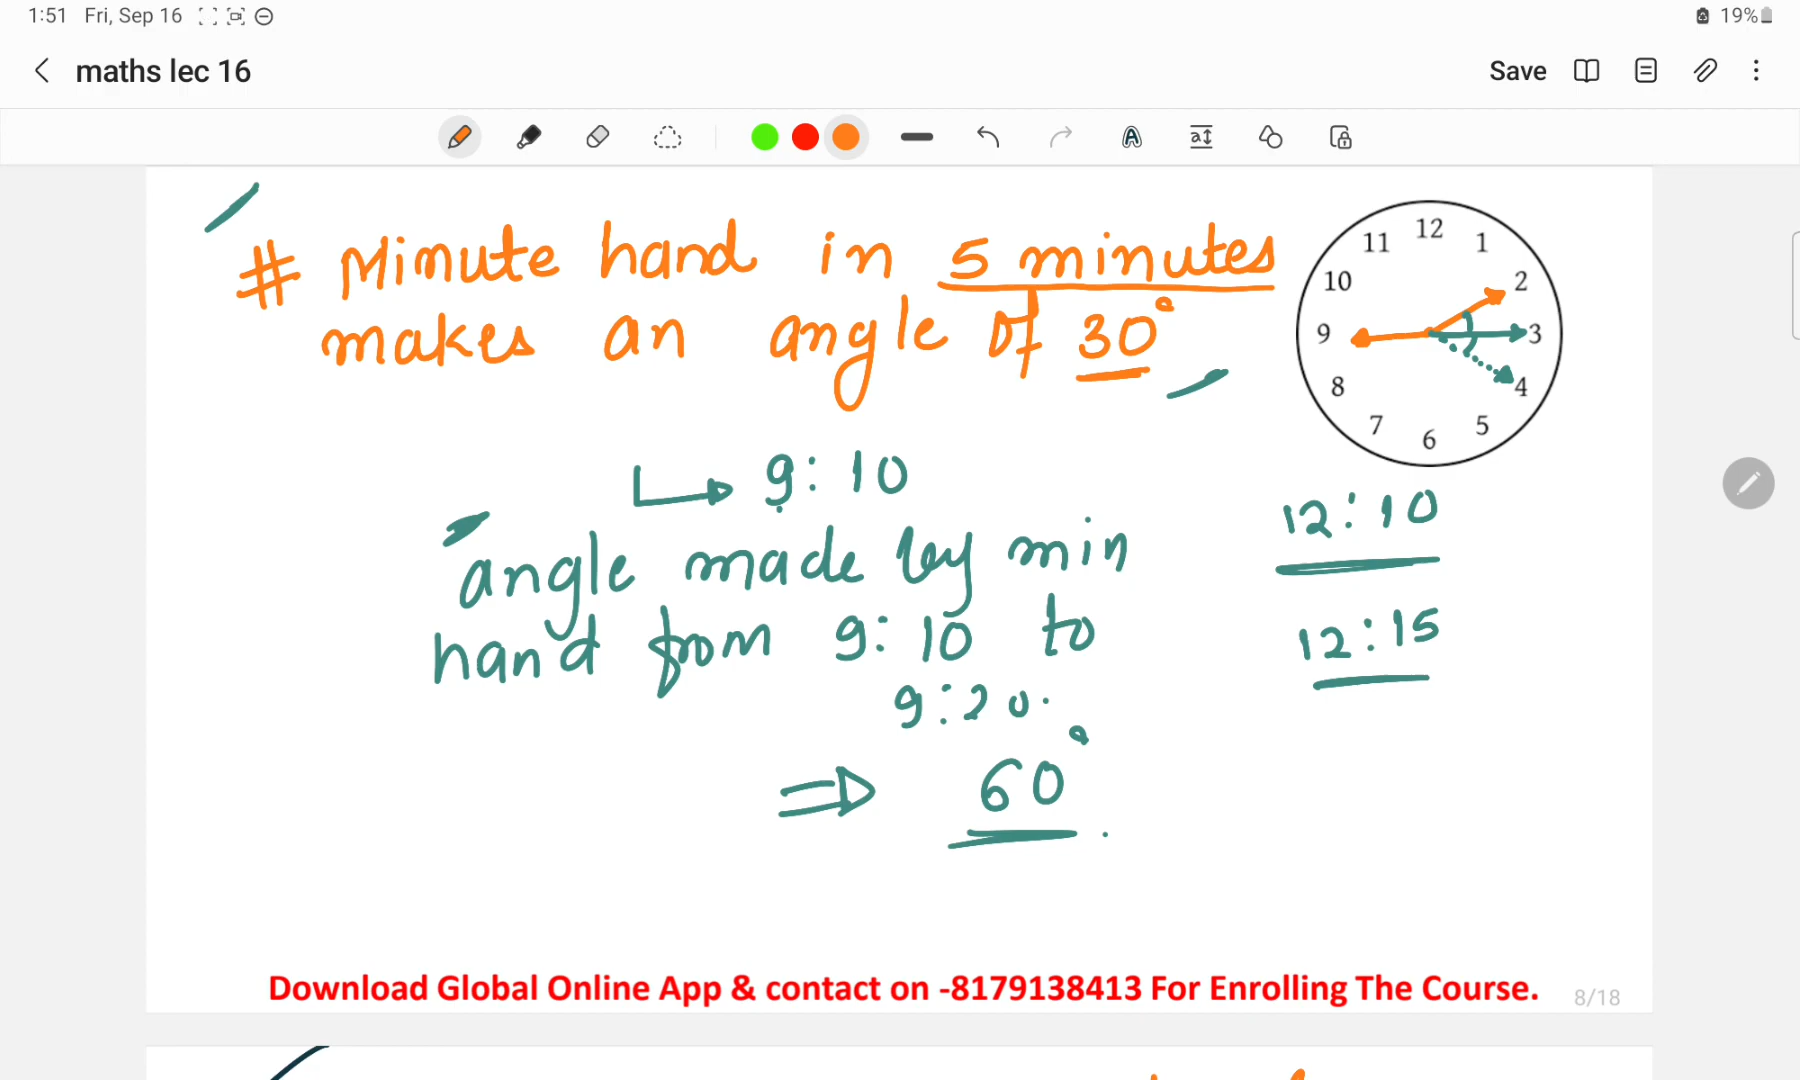 1:51 Fri, Sep 16
19%
maths lec 16
Save
# Minute hand in 5 minutes
makes an angle of 30°
12
11
1
10
2
9
3
8
4
7
5
6
9:10
12:10
angle made by min
hand from 9:10 to
12:15
9:20.
⇒ 60°.
Download Global Online App & contact on -8179138413 For Enrolling The Course.
8/18